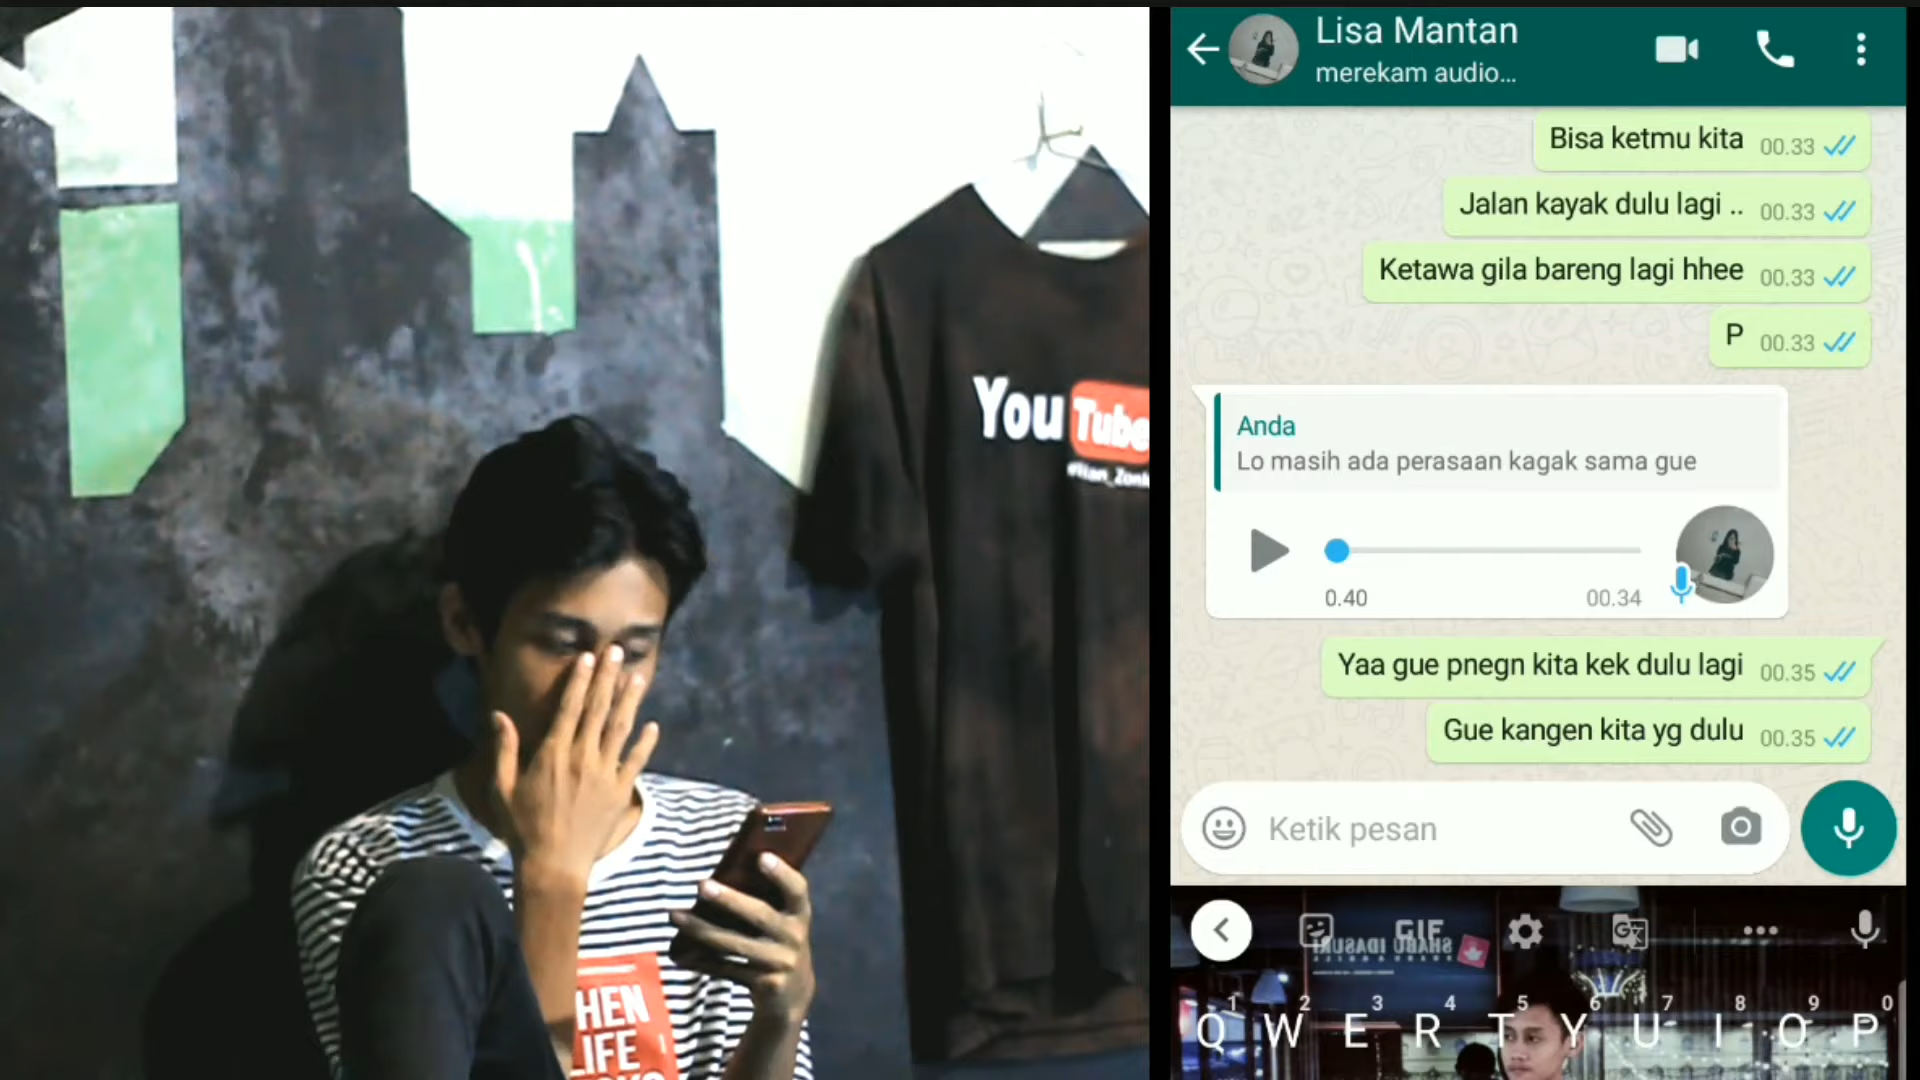 You Tube
HEN
LIFE
Lisa Mantan
merekam audio...
Bisa ketmu kita 00.33
Jalan kayak dulu lagi .. 00.33
Ketawa gila bareng lagi hhee 00.33
P 00.33
Anda
Lo masih ada perasaan kagak sama gue
0.40 00.34
Yaa gue pnegn kita kek dulu lagi 00.35
Gue kangen kita yg dulu 00.35
Ketik pesan
GIF
1 2 3 4 5 6 7 8 9 0
Q W E R T Y U I O P